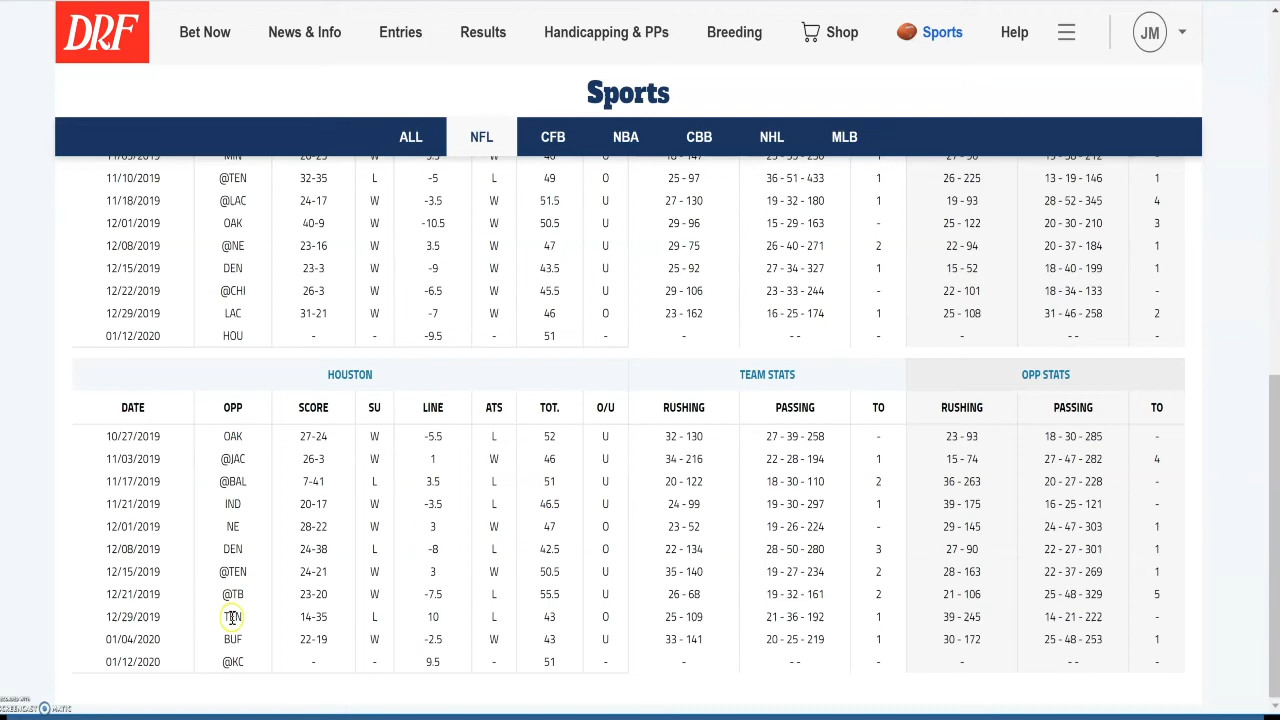 DRF Bet Now News & Info Entries Results Handicapping & PPs Breeding Shop Sports Help JM
Sports
ALL NFL CFB NBA CBB NHL MLB
11/10/2019 @TEN 32-35 L -5 L 49 O 25 - 97 36 - 51 - 433 1 26 - 225 13 - 19 - 146 1
11/18/2019 @LAC 24-17 W -3.5 W 51.5 U 27 - 130 19 - 32 - 180 1 19 - 93 28 - 52 - 345 4
12/01/2019 OAK 40-9 W -10.5 W 50.5 U 29 - 96 15 - 29 - 163 - 25 - 122 20 - 30 - 210 3
12/08/2019 @NE 23-16 W 3.5 W 47 U 29 - 75 26 - 40 - 271 2 22 - 94 20 - 37 - 184 1
12/15/2019 DEN 23-3 W -9 W 43.5 U 25 - 92 27 - 34 - 327 1 15 - 52 18 - 40 - 199 1
12/22/2019 @CHI 26-3 W -6.5 W 45.5 U 29 - 106 23 - 33 - 244 - 22 - 101 18 - 34 - 133 -
12/29/2019 LAC 31-21 W -7 W 46 O 23 - 162 16 - 25 - 174 1 25 - 108 31 - 46 - 258 2
01/12/2020 HOU - - -9.5 - 51 - - - - - - - - -
HOUSTON TEAM STATS OPP STATS
DATE OPP SCORE SU LINE ATS TOT. O/U RUSHING PASSING TO RUSHING PASSING TO
10/27/2019 OAK 27-24 W -5.5 L 52 U 32 - 130 27 - 39 - 258 - 23 - 93 18 - 30 - 285 -
11/03/2019 @JAC 26-3 W 1 W 46 U 34 - 216 22 - 28 - 194 1 15 - 74 27 - 47 - 282 4
11/17/2019 @BAL 7-41 L 3.5 L 51 U 20 - 122 18 - 30 - 110 2 36 - 263 20 - 27 - 228 -
11/21/2019 IND 20-17 W -3.5 L 46.5 U 24 - 99 19 - 30 - 297 1 39 - 175 16 - 25 - 121 -
12/01/2019 NE 28-22 W 3 W 47 O 23 - 52 19 - 26 - 224 - 29 - 145 24 - 47 - 303 1
12/08/2019 DEN 24-38 L -8 L 42.5 O 22 - 134 28 - 50 - 280 3 27 - 90 22 - 27 - 301 1
12/15/2019 @TEN 24-21 W 3 W 50.5 U 35 - 140 19 - 27 - 234 2 28 - 163 22 - 37 - 269 1
12/21/2019 @TB 23-20 W -7.5 L 55.5 U 26 - 68 19 - 32 - 161 2 21 - 106 25 - 48 - 329 5
12/29/2019 TEN 14-35 L 10 L 43 O 25 - 109 21 - 36 - 192 1 39 - 245 14 - 21 - 222 -
01/04/2020 BUF 22-19 W -2.5 W 43 U 33 - 141 20 - 25 - 219 1 30 - 172 25 - 48 - 253 1
01/12/2020 @KC - - 9.5 - 51 - - - - - - - - -